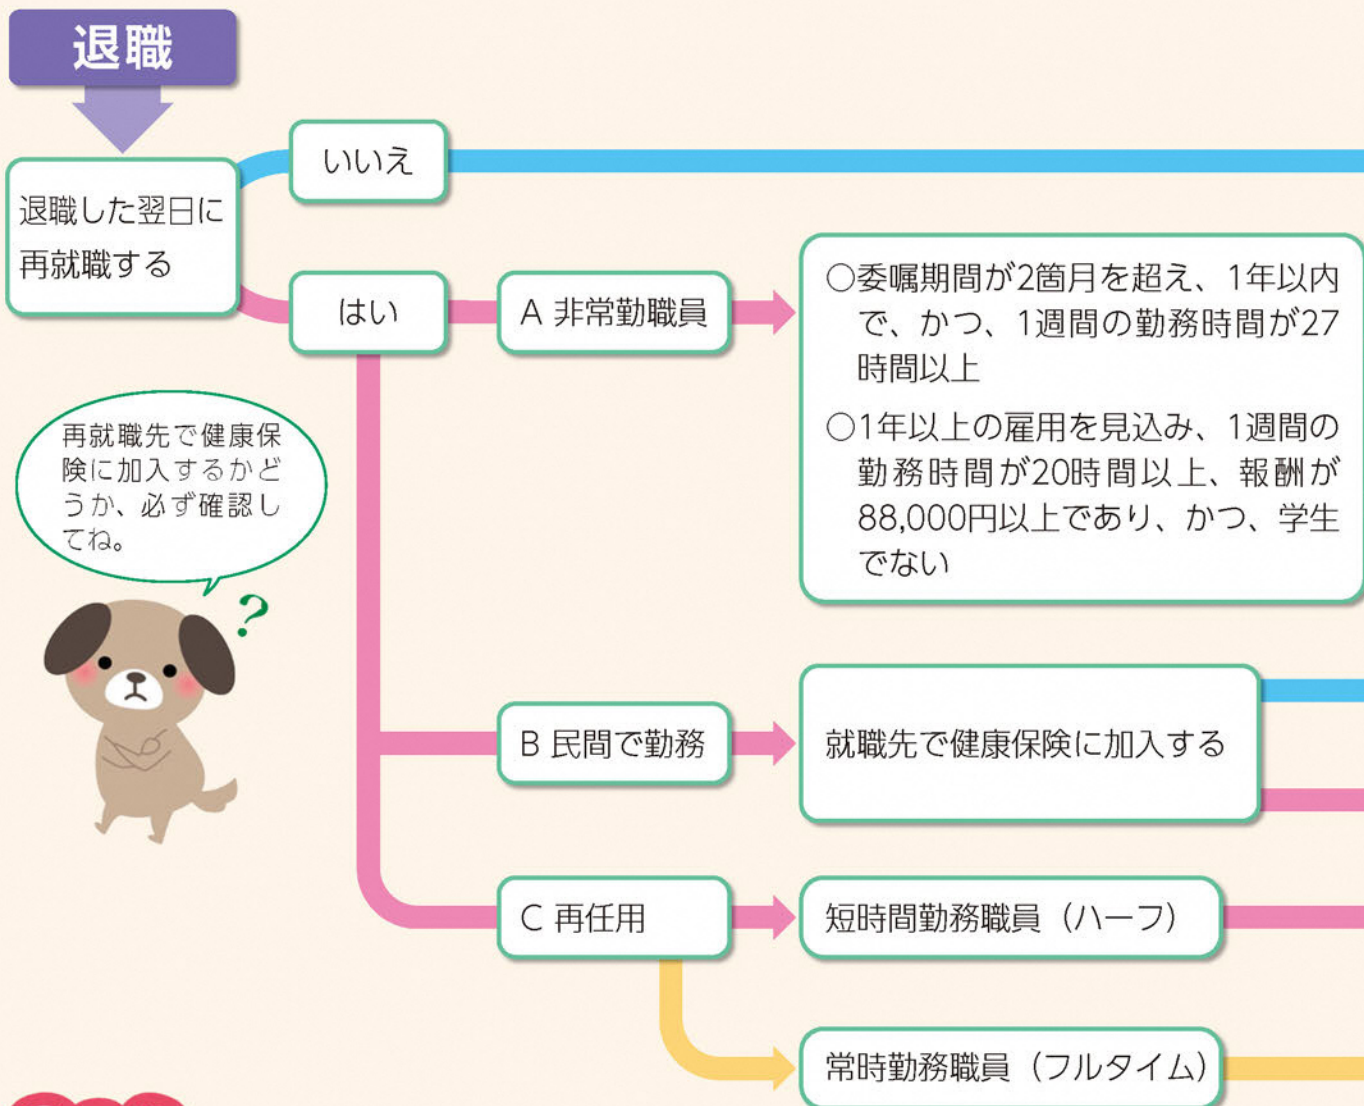 退職
退職した翌日に
再就職する
いいえ
はい
A 非常勤職員
○委嘱期間が2箇月を超え、1年以内
で、かつ、1週間の勤務時間が27
時間以上
○1年以上の雇用を見込み、1週間の
勤務時間が20時間以上、報酬が
88,000円以上であり、かつ、学生
でない
再就職先で健康保
険に加入するかど
うか、必ず確認し
てね。
?
B 民間で勤務
就職先で健康保険に加入する
C 再任用
短時間勤務職員（ハーフ）
常時勤務職員（フルタイム）